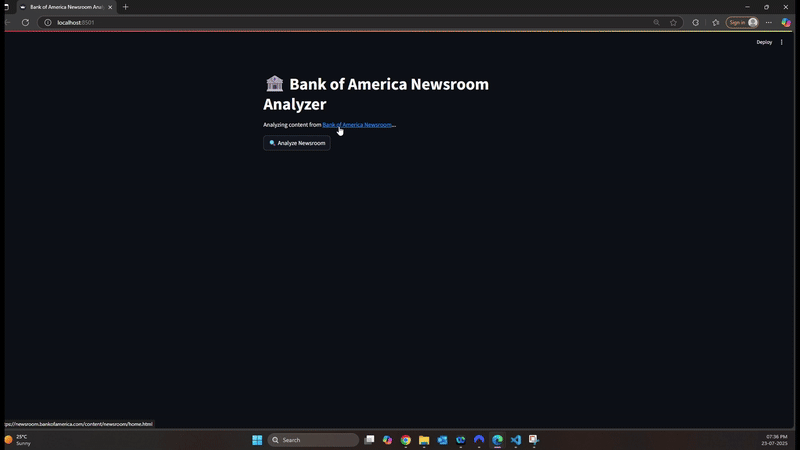 Bank of America Newsroom Anal
localhost:8501
Sign in
Deploy
Bank of America Newsroom
Analyzer
Analyzing content from Bank of America Newsroom...
Analyze Newsroom
ps://newsroom.bankofamerica.com/content/newsroom/home.html
25°C
Sunny
Search
07:36 PM
23-07-2025